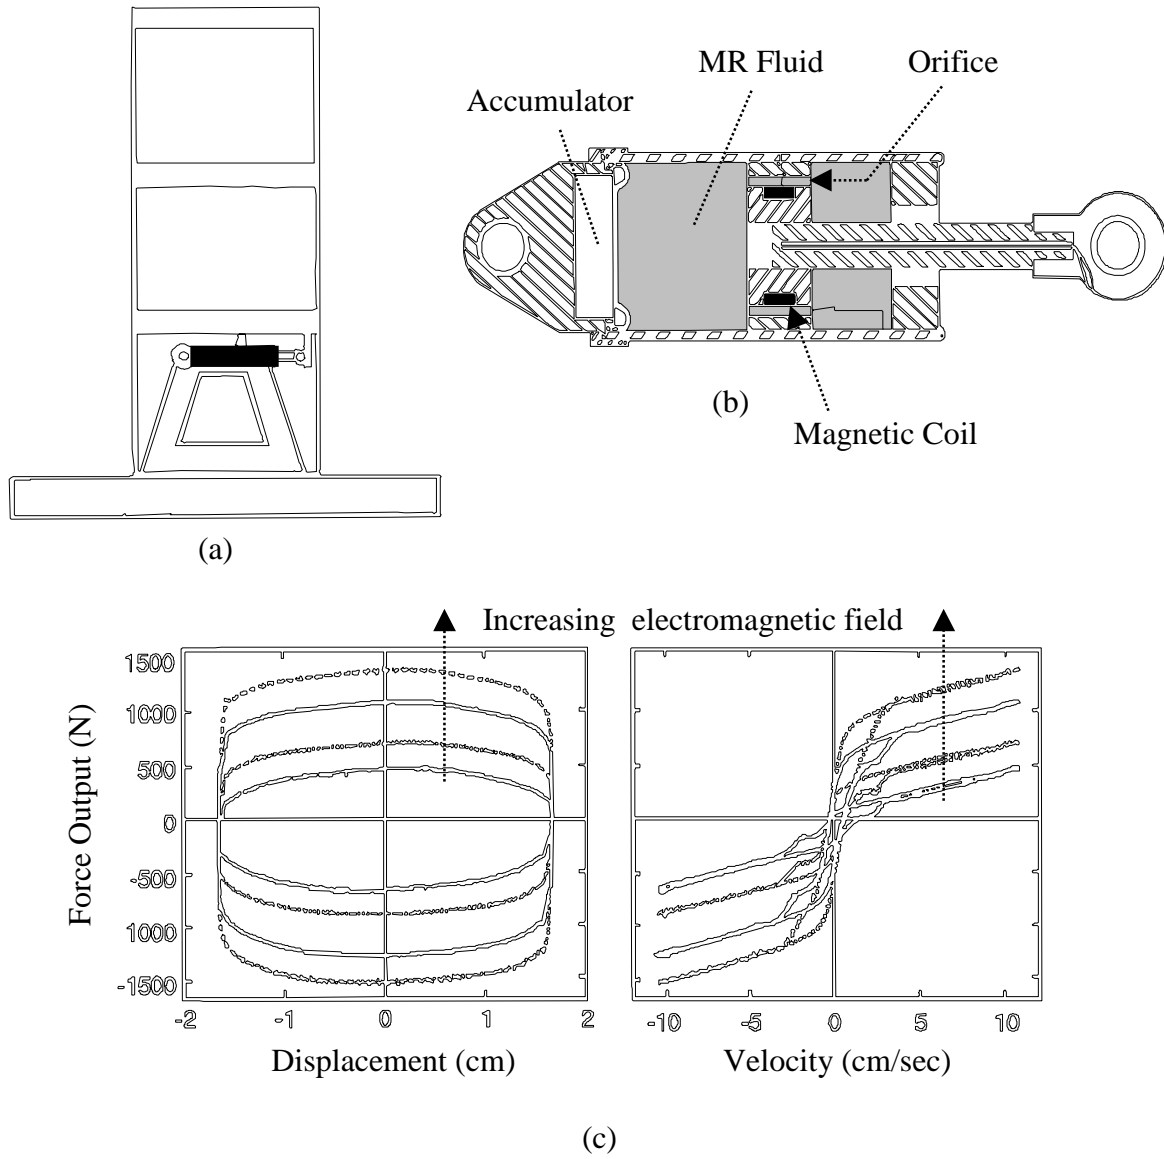 MR Fluid
Orifice
Accumulator
(b)
Magnetic Coil
(a)
Increasing electromagnetic field
Force Output (N)
1500
1000
500
0
-500
1000
-1500
-2
-1
0
1
2
Displacement (cm)
-10
-5
0
5
10
Velocity (cm/sec)
(c)